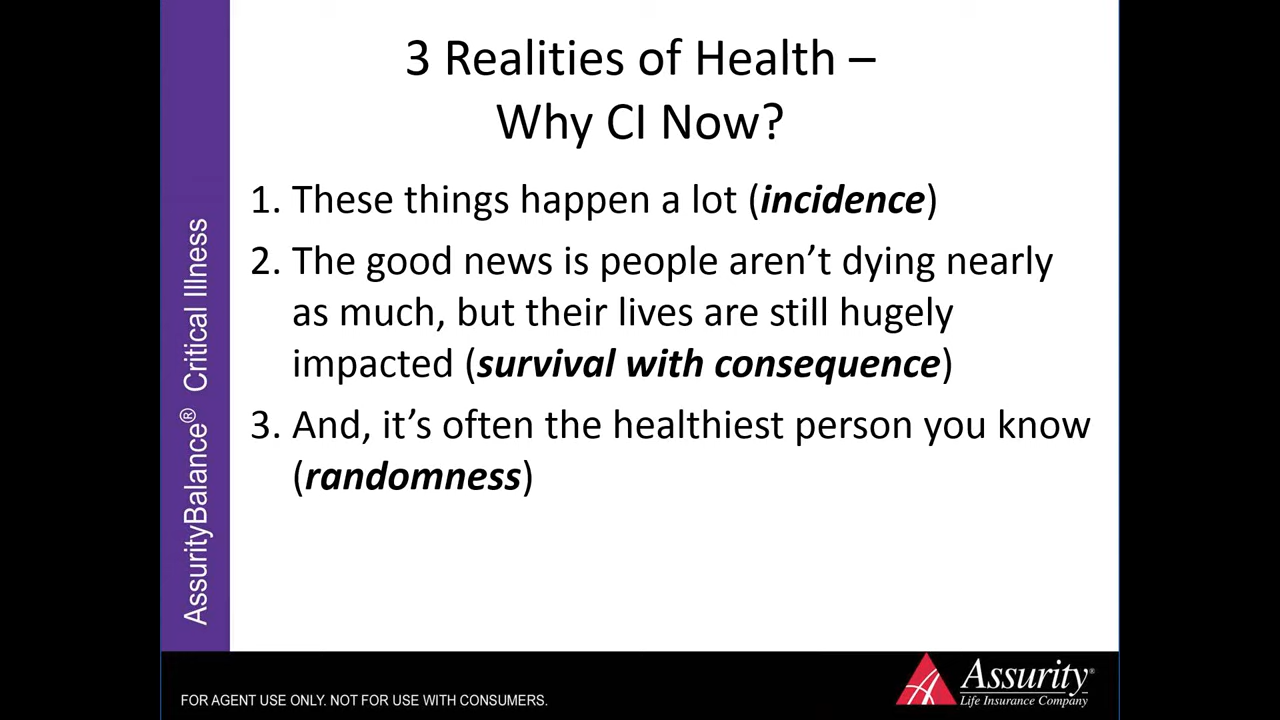 3 Realities of Health –
Why CI Now?
1. These things happen a lot (incidence)
2. The good news is people aren’t dying nearly
as much, but their lives are still hugely
impacted (survival with consequence)
3. And, it’s often the healthiest person you know
(randomness)
AssurityBalance® Critical Illness
FOR AGENT USE ONLY. NOT FOR USE WITH CONSUMERS.
Assurity®
Life Insurance Company